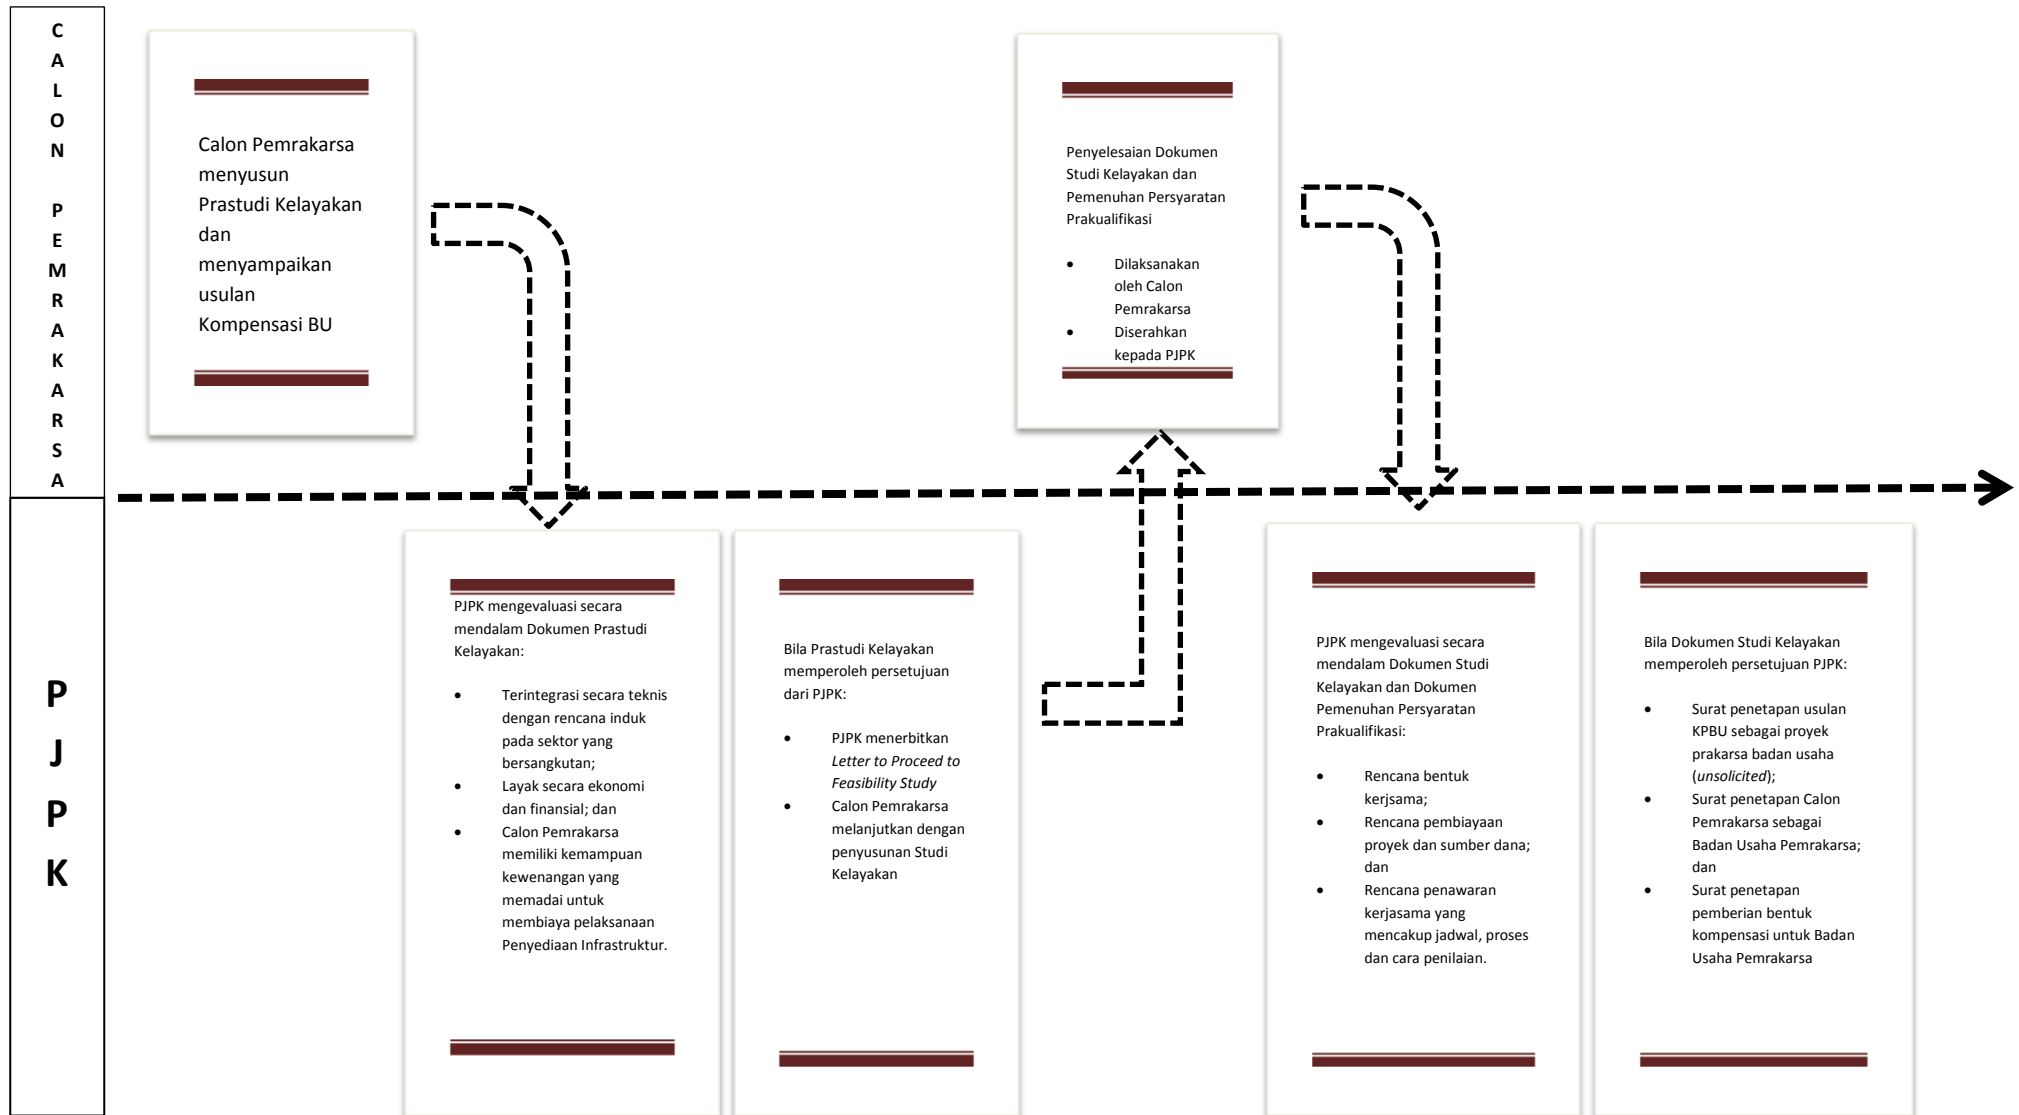 CALON PEMRAKARSA
Calon Pemrakarsa
menyusun
Prastudi Kelayakan
dan
menyampaikan
usulan
Kompensasi BU
Penyelesaian Dokumen
Studi Kelayakan dan
Pemenuhan Persyaratan
Prakualifikasi
• Dilaksanakan
oleh Calon
Pemrakarsa
• Diserahkan
kepada PJPK
PJPK
PJPK mengevaluasi secara
mendalam Dokumen Prastudi
Kelayakan:
• Terintegrasi secara teknis
dengan rencana induk
pada sektor yang
bersangkutan;
• Layak secara ekonomi
dan finansial; dan
• Calon Pemrakarsa
memiliki kemampuan
kewenangan yang
memadai untuk
membiaya pelaksanaan
Penyediaan Infrastruktur.
Bila Prastudi Kelayakan
memperoleh persetujuan
dari PJPK:
• PJPK menerbitkan
Letter to Proceed to
Feasibility Study
• Calon Pemrakarsa
melanjutkan dengan
penyusunan Studi
Kelayakan
PJPK mengevaluasi secara
mendalam Dokumen Studi
Kelayakan dan Dokumen
Pemenuhan Persyaratan
Prakualifikasi:
• Rencana bentuk
kerjsama;
• Rencana pembiayaan
proyek dan sumber dana;
dan
• Rencana penawaran
kerjasama yang
mencakup jadwal, proses
dan cara penilaian.
Bila Dokumen Studi Kelayakan
memperoleh persetujuan PJPK:
• Surat penetapan usulan
KPBU sebagai proyek
prakarsa badan usaha
(unsolicited);
• Surat penetapan Calon
Pemrakarsa sebagai
Badan Usaha Pemrakarsa;
dan
• Surat penetapan
pemberian bentuk
kompensasi untuk Badan
Usaha Pemrakarsa